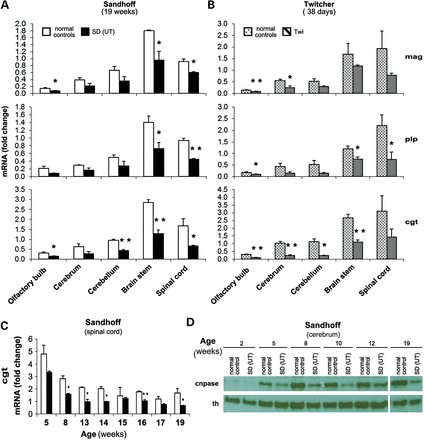 A
Sandhoff
(19 weeks)
normal controls
SD (UT)
B
Twitcher
(38 days)
normal controls
Twi
mRNA (fold change)
2.0
1.8
1.6
1.4
1.2
1.0
0.8
0.6
0.4
0.2
0.0
*
*
*
2.5
2.0
1.5
1.0
0.5
0.0
* *
*
mag
1.8
1.6
1.4
1.2
1.0
0.8
0.6
0.4
0.2
0.0
*
* *
3.0
2.5
2.0
1.5
1.0
0.5
0.0
*
*
*
plp
3.5
3.0
2.5
2.0
1.5
1.0
0.5
0.0
*
* *
* *
*
4.5
4.0
3.5
3.0
2.5
2.0
1.5
1.0
0.5
0.0
* *
* *
*
* *
cgt
Olfactory bulb
Cerebrum
Cerebellum
Brain stem
Spinal cord
Olfactory bulb
Cerebrum
Cerebellum
Brain stem
Spinal cord
C
Sandhoff
(spinal cord)
cgt
mRNA (fold change)
6
5
4
3
2
1
0
5 8 13 14 15 16 17 19
Age (weeks)
D
Sandhoff
(cerebrum)
Age
(weeks)
2 5 8 10 12 19
normal control
SD (UT)
normal control
SD (UT)
normal control
SD (UT)
normal control
SD (UT)
normal control
SD (UT)
normal control
SD (UT)
cnpase
th